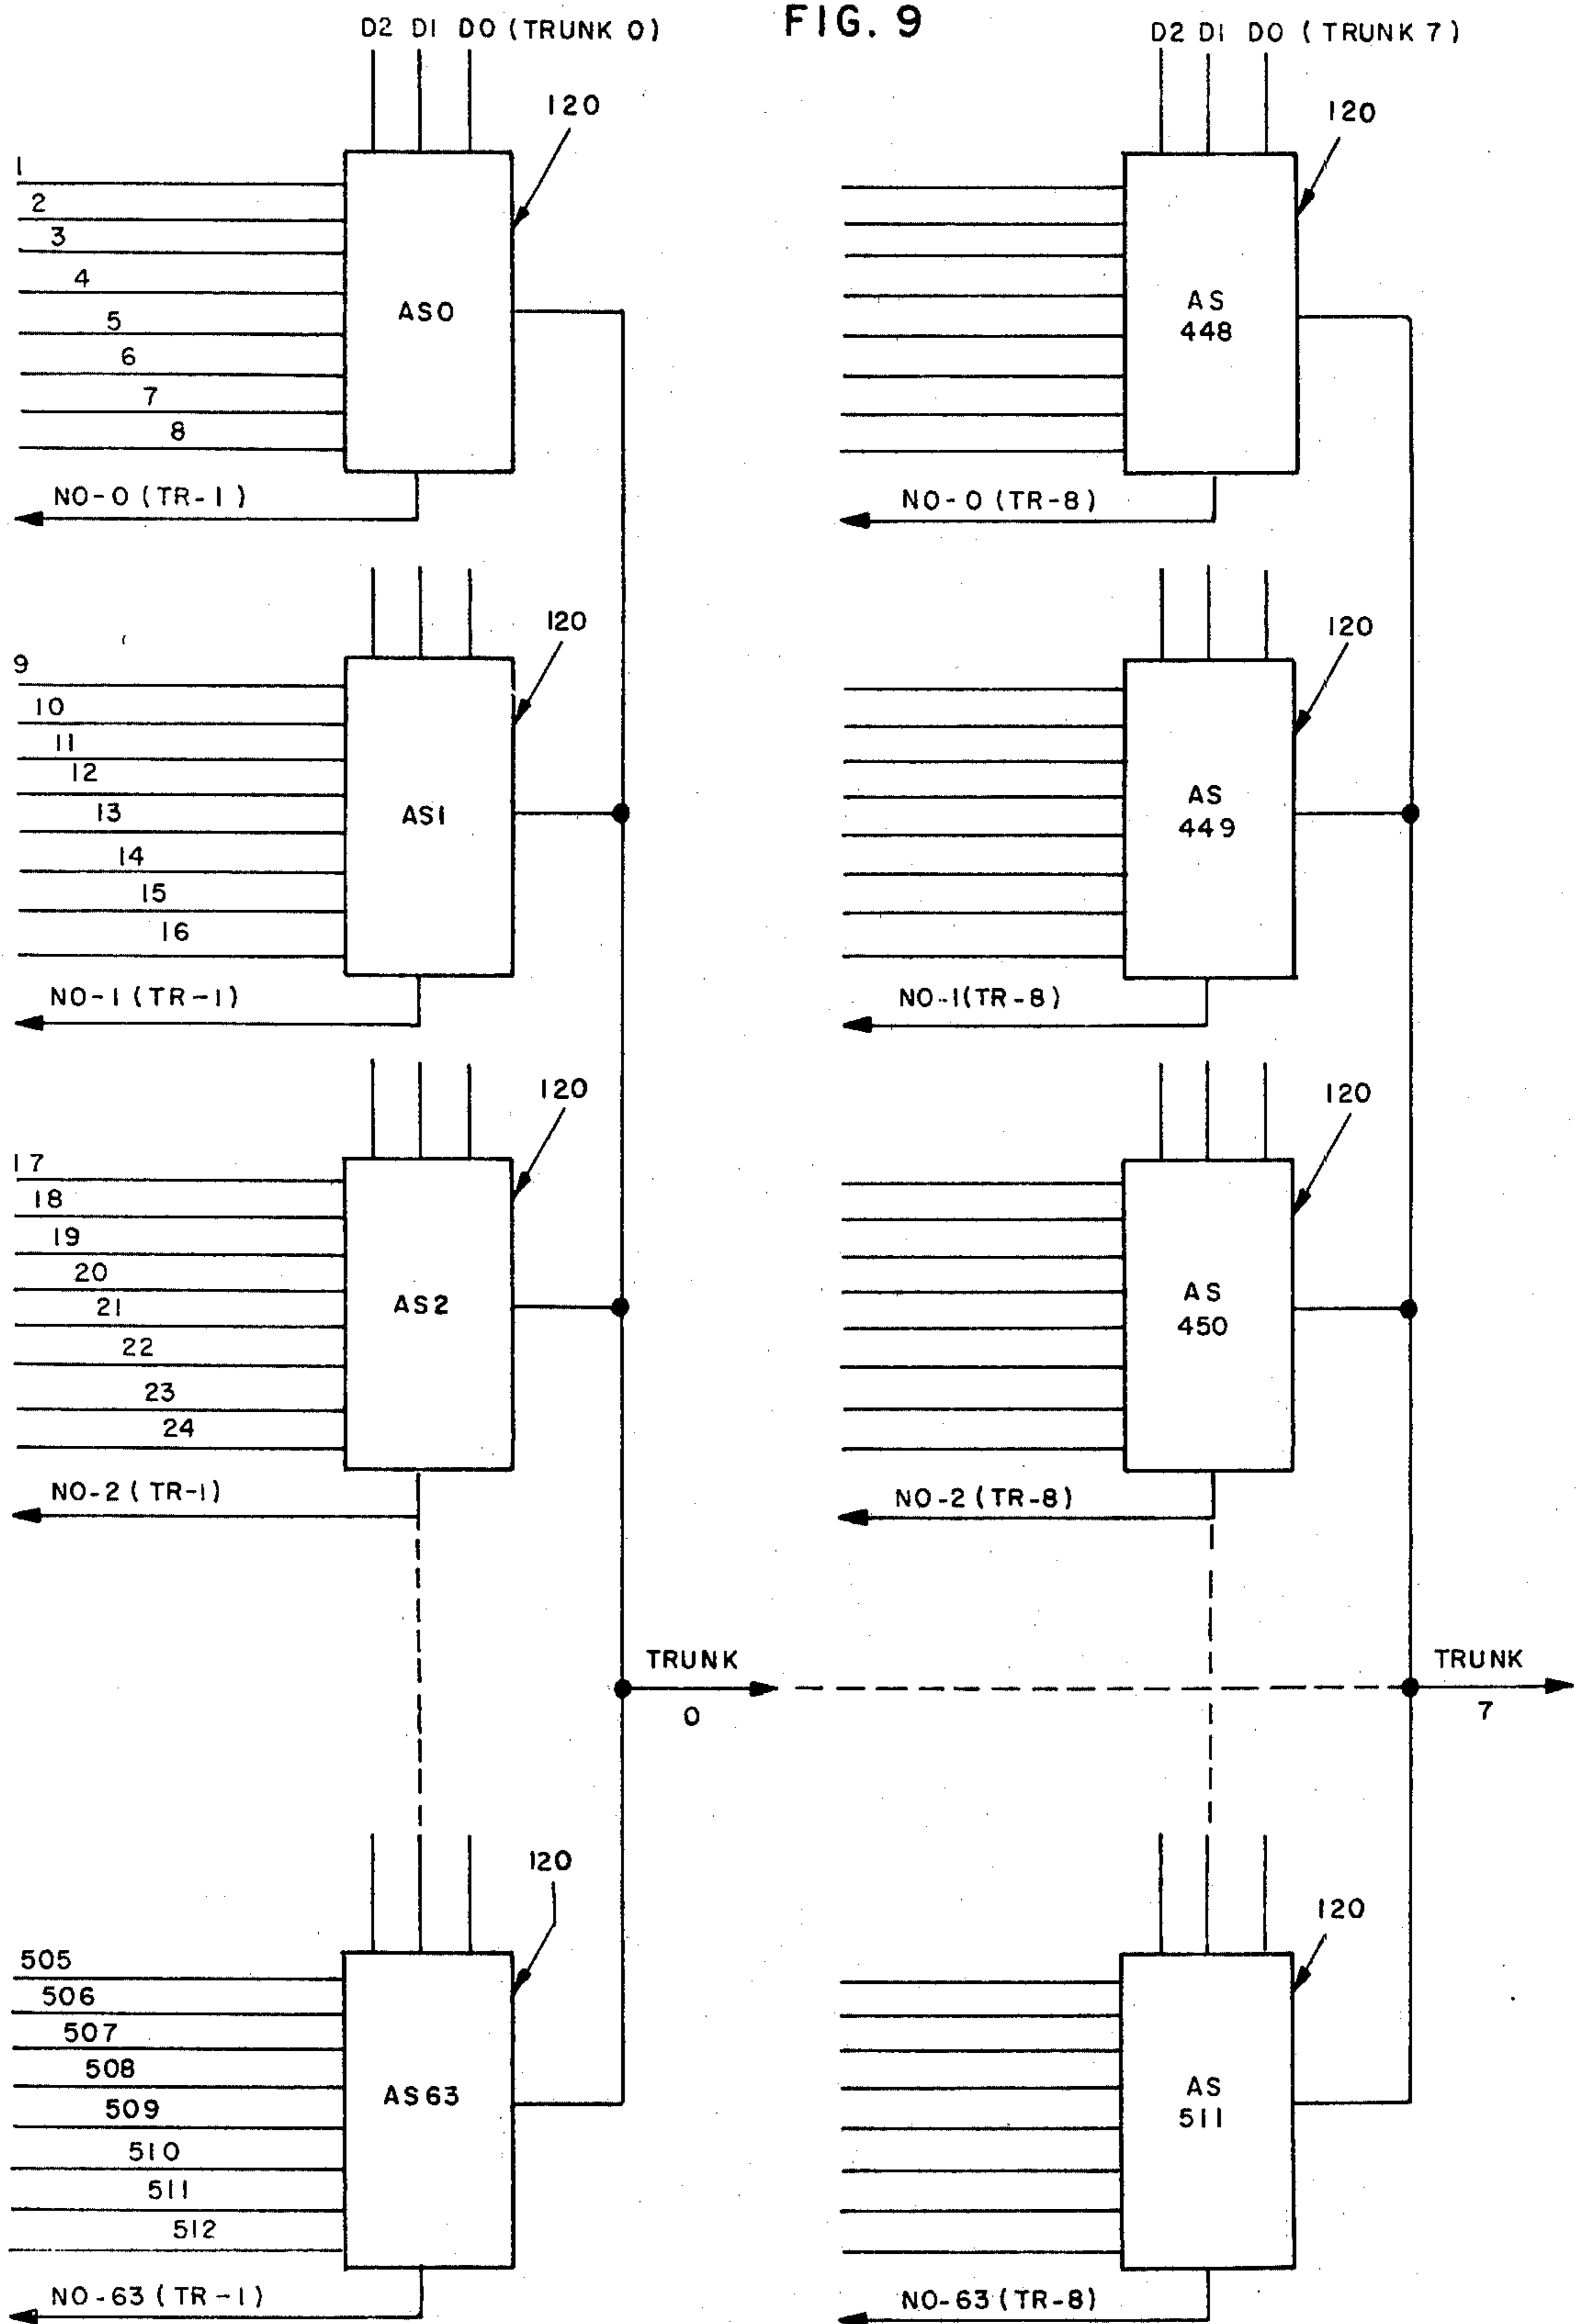 FIG. 9
D2 D1 D0 (TRUNK 0)
120
1
2
3
4
5
6
7
8
AS0
NO-0 (TR-1)
120
9
10
11
12
13
14
15
16
AS1
NO-1 (TR-1)
120
17
18
19
20
21
22
23
24
AS2
NO-2 (TR-1)
TRUNK
0
120
505
506
507
508
509
510
511
512
AS63
NO-63 (TR-1)
D2 D1 D0 (TRUNK 7)
120
AS
448
NO-0 (TR-8)
120
AS
449
NO-1(TR-8)
120
AS
450
NO-2 (TR-8)
TRUNK
7
120
AS
511
NO-63 (TR-8)